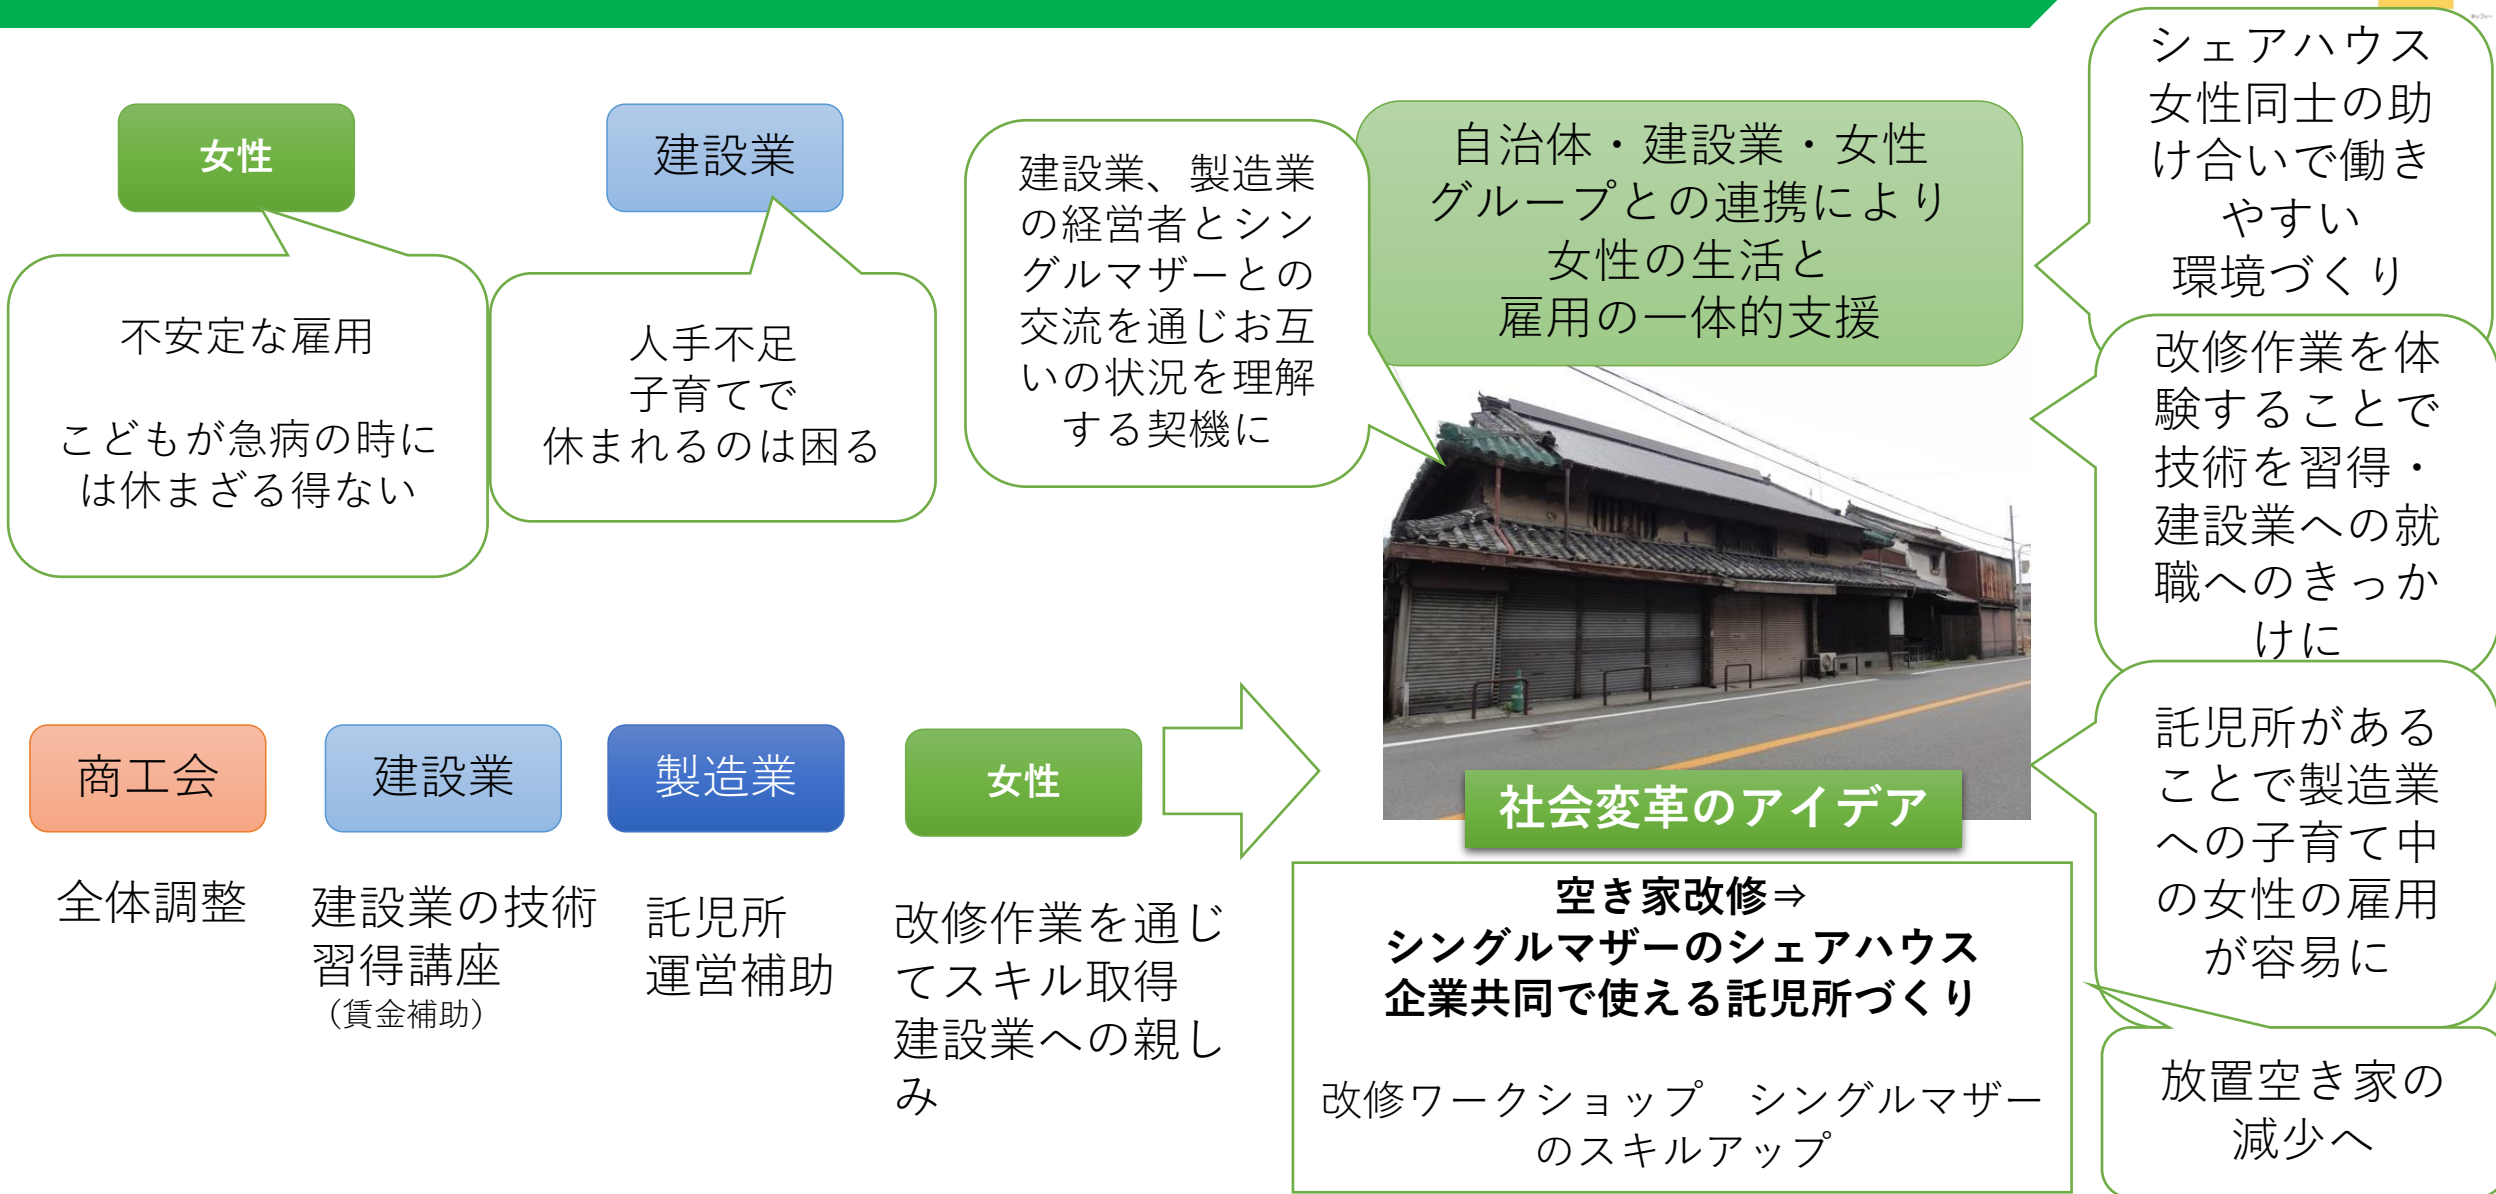 女性
不安定な雇用
こどもが急病の時に
は休まざる得ない
建設業
人手不足
子育てで
休まれるのは困る
建設業、製造業
の経営者とシン
グルマザーとの
交流を通じお互
いの状況を理解
する契機に
自治体・建設業・女性
グループとの連携により
女性の生活と
雇用の一体的支援
シェアハウス
女性同士の助
け合いで働き
やすい
環境づくり
改修作業を体
験することで
技術を習得・
建設業への就
職へのきっか
けに
託児所がある
ことで製造業
への子育て中
の女性の雇用
が容易に
放置空き家の
減少へ
商工会
全体調整
建設業
建設業の技術
習得講座
（賃金補助）
製造業
託児所
運営補助
女性
改修作業を通じ
てスキル取得
建設業への親し
み
社会変革のアイデア
空き家改修⇒
シングルマザーのシェアハウス
企業共同で使える託児所づくり
改修ワークショップ　シングルマザー
のスキルアップ